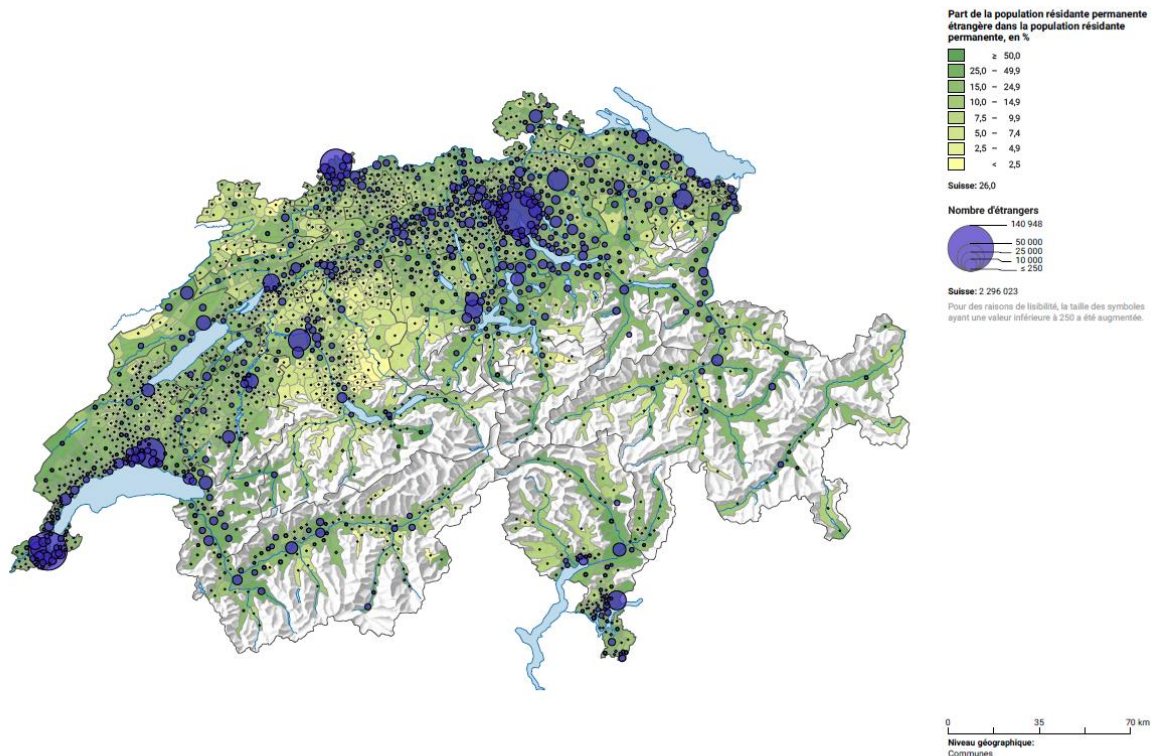 Part de la population résidante permanente
étrangère dans la population résidante
permanente, en %
≥ 50,0
25,0 – 49,9
15,0 – 24,9
10,0 – 14,9
7,5 – 9,9
5,0 – 7,4
2,5 – 4,9
< 2,5
Suisse: 26,0
Nombre d'étrangers
140 948
50 000
25 000
10 000
≤ 250
Suisse: 2 296 023
Pour des raisons de lisibilité, la taille des symboles
ayant une valeur inférieure à 250 a été augmentée.
0 35 70 km
Niveau géographique:
Communes